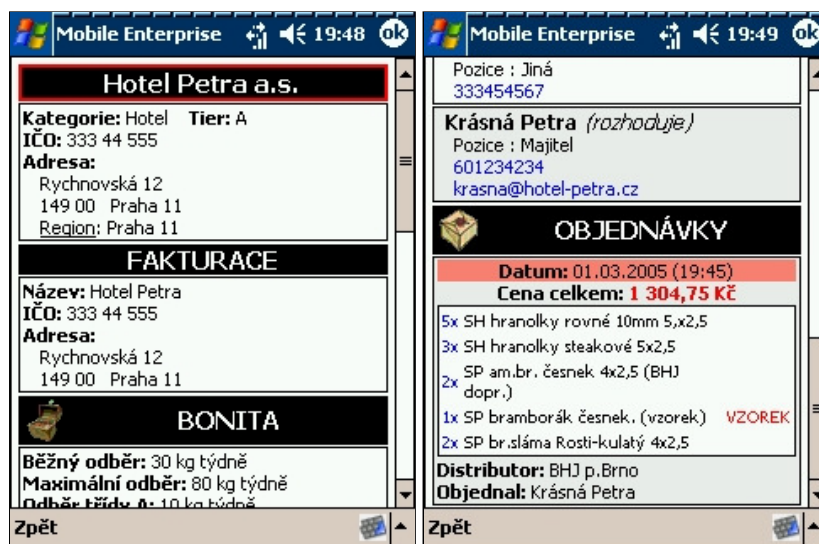 Mobile Enterprise 19:48 ok
Hotel Petra a.s.
Kategorie: Hotel Tier: A
IČO: 333 44 555
Adresa:
Rychnovská 12
149 00 Praha 11
Region: Praha 11
FAKTURACE
Název: Hotel Petra
IČO: 333 44 555
Adresa:
Rychnovská 12
149 00 Praha 11
BONITA
Běžný odběr: 30 kg týdně
Maximální odběr: 80 kg týdně
Odběr třídy A: 10 kg týdně
Zpět
Mobile Enterprise 19:49 ok
Pozice : Jiná
333454567
Krásná Petra (rozhoduje)
Pozice : Majitel
601234234
krasna@hotel-petra.cz
OBJEDNÁVKY
Datum: 01.03.2005 (19:45)
Cena celkem: 1 304,75 Kč
5x SH hranolky rovné 10mm 5,x2,5
3x SH hranolky steakové 5x2,5
2x SP am.br. česnek 4x2,5 (BHJ
dopr.)
1x SP bramborák česnek. (vzorek) VZOREK
2x SP br.sláma Rosti-kulatý 4x2,5
Distributor: BHJ p.Brno
Objednal: Krásná Petra
Zpět